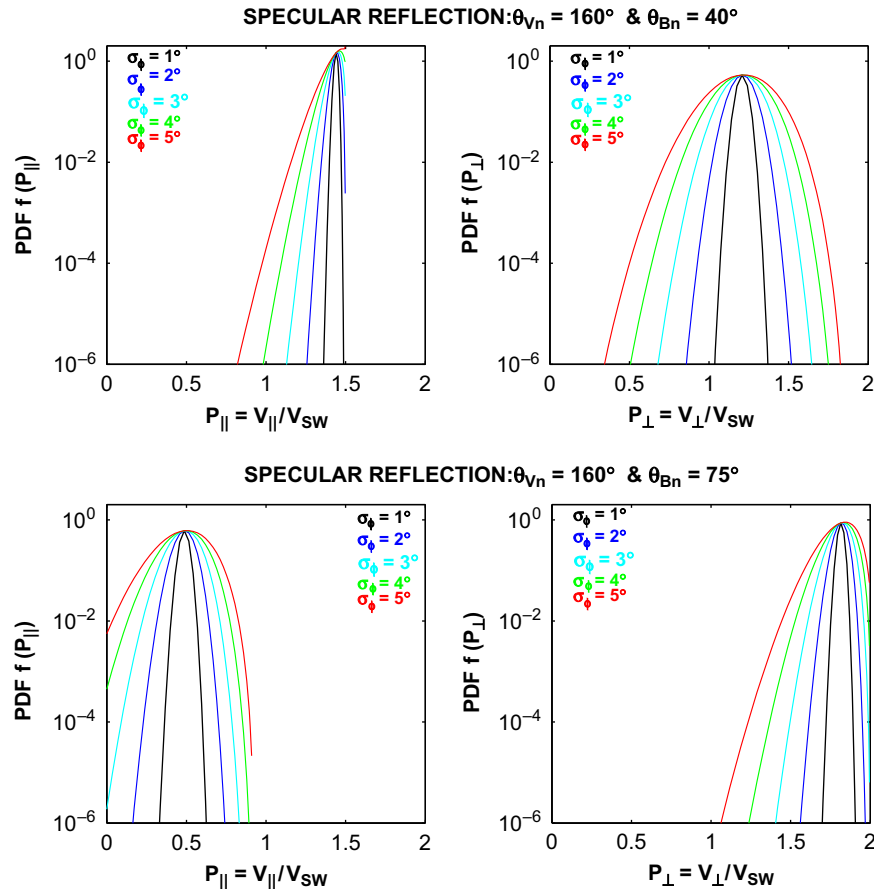 SPECULAR REFLECTION:θVn = 160° & θBn = 40°
σϕ = 1°
σϕ = 2°
σϕ = 3°
σϕ = 4°
σϕ = 5°
PDF f (P||)
10^0
10^-2
10^-4
10^-6
0 0.5 1 1.5 2
P|| = V||/VSW
σϕ = 1°
σϕ = 2°
σϕ = 3°
σϕ = 4°
σϕ = 5°
PDF f (P⊥)
10^0
10^-2
10^-4
10^-6
0 0.5 1 1.5 2
P⊥ = V⊥/VSW
SPECULAR REFLECTION:θVn = 160° & θBn = 75°
σϕ = 1°
σϕ = 2°
σϕ = 3°
σϕ = 4°
σϕ = 5°
PDF f (P||)
10^0
10^-2
10^-4
10^-6
0 0.5 1 1.5 2
P|| = V||/VSW
σϕ = 1°
σϕ = 2°
σϕ = 3°
σϕ = 4°
σϕ = 5°
PDF f (P⊥)
10^0
10^-2
10^-4
10^-6
0 0.5 1 1.5 2
P⊥ = V⊥/VSW